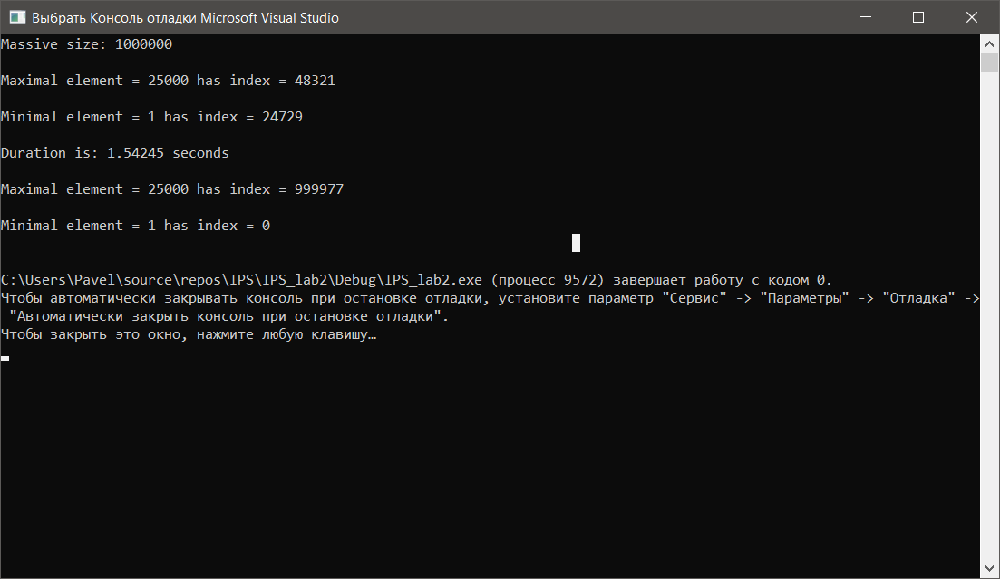 Выбрать Консоль отладки Microsoft Visual Studio
Massive size: 1000000
Maximal element = 25000 has index = 48321
Minimal element = 1 has index = 24729
Duration is: 1.54245 seconds
Maximal element = 25000 has index = 999977
Minimal element = 1 has index = 0
C:\Users\Pavel\source\repos\IPS\IPS_lab2\Debug\IPS_lab2.exe (процесс 9572) завершает работу с кодом 0.
Чтобы автоматически закрывать консоль при остановке отладки, установите параметр "Сервис" -> "Параметры" -> "Отладка" ->
"Автоматически закрыть консоль при остановке отладки".
Чтобы закрыть это окно, нажмите любую клавишу…